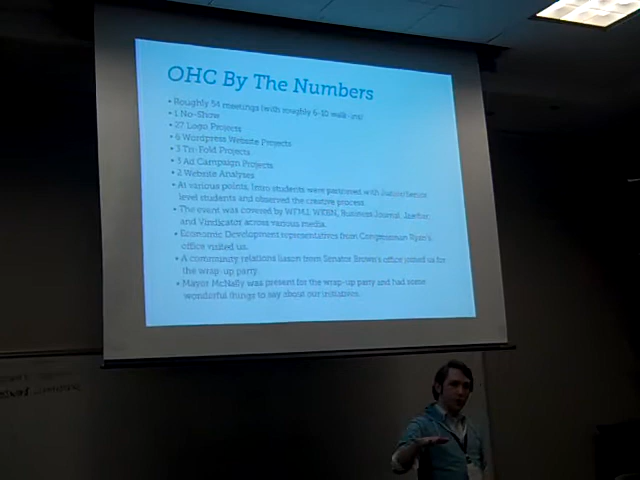 OHC By The Numbers
• Roughly 54 meetings (with roughly 6-10 walk-ins)
• 1 No-Show
• 27 Logo Projects
• 6 Wordpress Website Projects
• 3 Tri-Fold Projects
• 3 Ad Campaign Projects
• 2 Website Analyses
• At various points, Intro students were partnered with Junior/Senior
level students and observed the creative process.
• The event was covered by WFMJ, WKBN, Business Journal, Jambar,
and Vindicator across various media.
• Economic Development representatives from Congressman Ryan's
office visited us.
• A community relations liason from Senator Brown's office joined us for
the wrap-up party.
• Mayor McNally was present for the wrap-up party and had some
wonderful things to say about our initiatives.